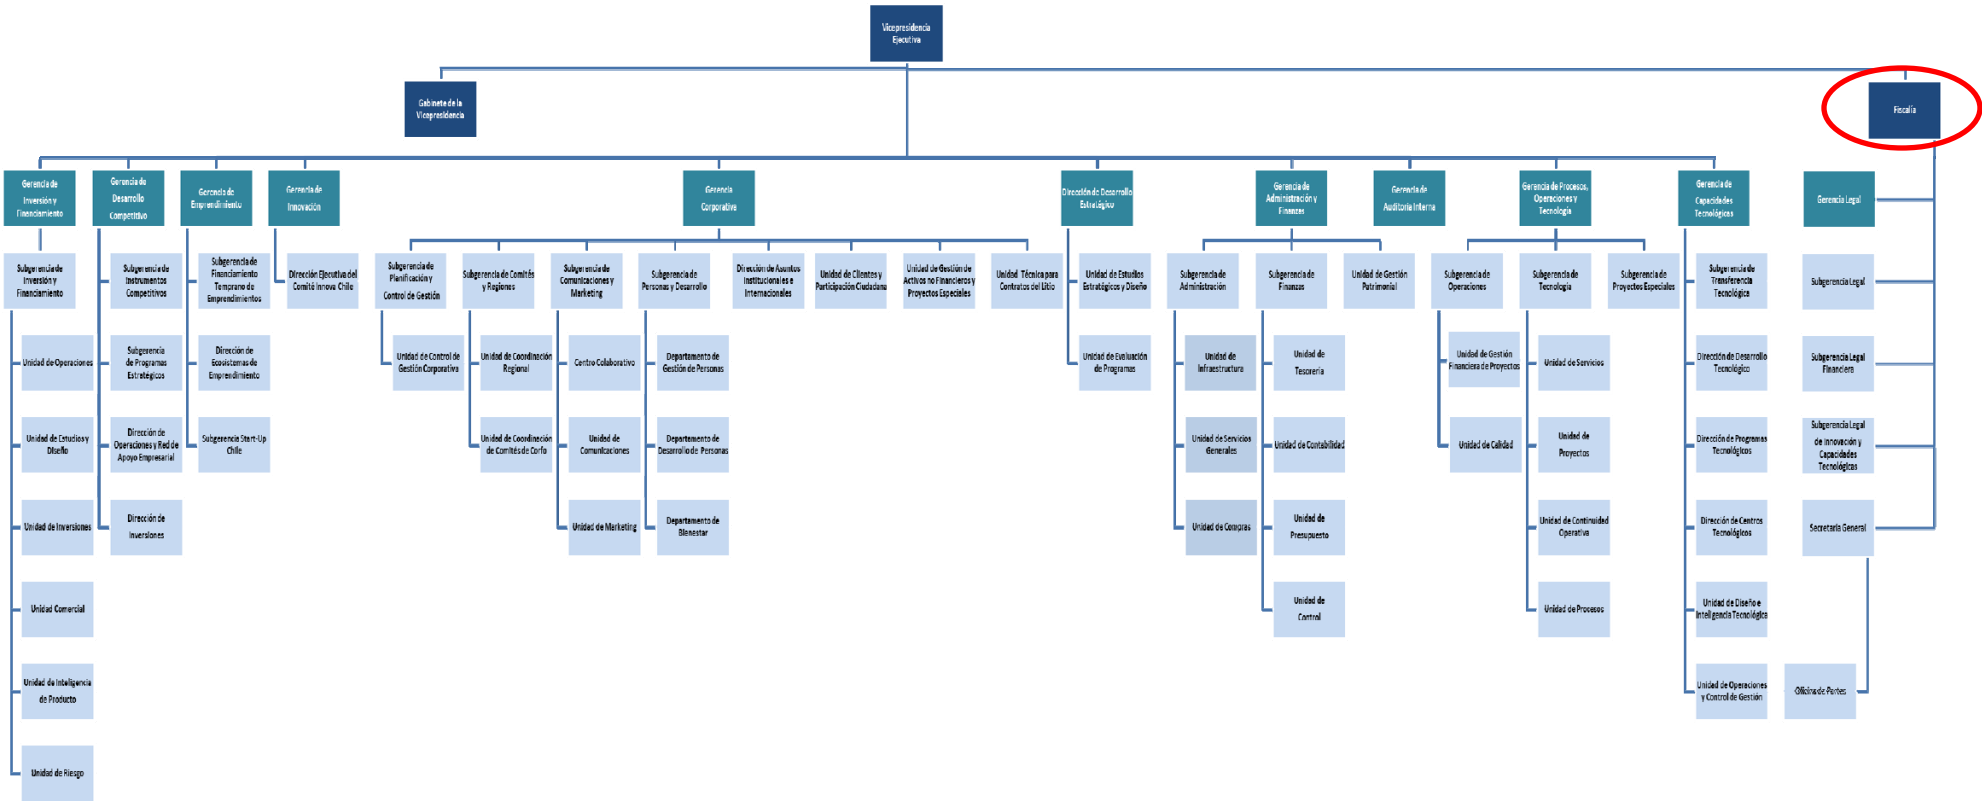 Vicepresidencia
Ejecutiva
Gabinete de la
Vicepresidencia
Fiscalía
Gerencia de
Inversión y
Financiamiento
Gerencia de
Desarrollo
Competitivo
Gerencia de
Emprendimiento
Gerencia de
Innovación
Gerencia
Corporativa
Dirección de Desarrollo
Estratégico
Gerencia de
Administración y
Finanzas
Gerencia de
Auditoria Interna
Gerencia de Procesos,
Operaciones y
Tecnología
Gerencia de
Capacidades
Tecnológicas
Gerencia Legal
Subgerencia de
Inversión y
Financiamiento
Subgerencia de
Instrumentos
Competitivos
Subgerencia de
Financiamiento
Temprano de
Emprendimientos
Dirección Ejecutiva del
Comité Innova Chile
Subgerencia de
Planificación y
Control de Gestión
Subgerencia de Comités
y Regiones
Subgerencia de
Comunicaciones y
Marketing
Subgerencia de
Personas y Desarrollo
Dirección de Asuntos
Institucionales e
Internacionales
Unidad de Clientes y
Participación Ciudadana
Unidad de Gestión de
Activos no Financieros y
Proyectos Especiales
Unidad Técnica para
Contratos del Litio
Unidad de Estudios
Estratégicos y Diseño
Subgerencia de
Administración
Subgerencia de
Finanzas
Unidad de Gestión
Patrimonial
Subgerencia de
Operaciones
Subgerencia de
Tecnología
Subgerencia de
Proyectos Especiales
Subgerencia de
Transferencia
Tecnológica
Subgerencia Legal
Unidad de Operaciones
Subgerencia
de Programas
Estratégicos
Dirección de
Ecosistemas de
Emprendimiento
Unidad de Control de
Gestión Corporativa
Unidad de Coordinación
Regional
Centro Colaborativo
Departamento de
Gestión de Personas
Unidad de Evaluación
de Programas
Unidad de
Infraestructura
Unidad de
Tesorería
Unidad de Gestión
Financiera de Proyectos
Unidad de Servicios
Dirección de Desarrollo
Tecnológico
Subgerencia Legal
Financiera
Unidad de Estudios y
Diseño
Dirección de
Operaciones y Red de
Apoyo Empresarial
Subgerencia Start-Up
Chile
Unidad de Coordinación
de Comités de Corfo
Unidad de
Comunicaciones
Departamento de
Desarrollo de Personas
Unidad de Servicios
Generales
Unidad de Contabilidad
Unidad de Calidad
Unidad de
Proyectos
Dirección de Programas
Tecnológicos
Subgerencia Legal
de Innovación y
Capacidades
Tecnológicas
Unidad de Inversiones
Dirección de
Inversiones
Unidad de Marketing
Departamento de
Bienestar
Unidad de Compras
Unidad de
Presupuesto
Unidad de Continuidad
Operativa
Dirección de Centros
Tecnológicos
Secretaría General
Unidad Comercial
Unidad de
Control
Unidad de Procesos
Unidad de Diseño e
Inteligencia Tecnológica
Unidad de Inteligencia
de Producto
Unidad de Operaciones
y Control de Gestión
Oficina de Partes
Unidad de Riesgo